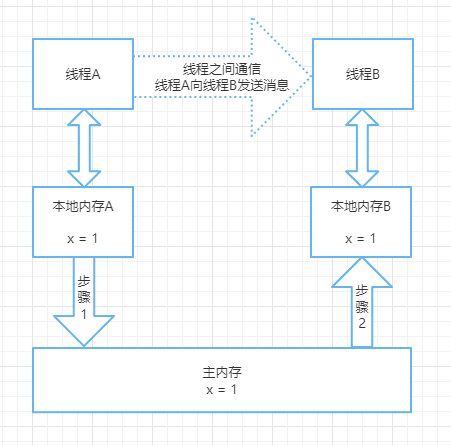 线程A
线程之间通信
线程A向线程B发送消息
线程B
本地内存A
x = 1
本地内存B
x = 1
步
骤
1
步
骤
2
主内存
x = 1